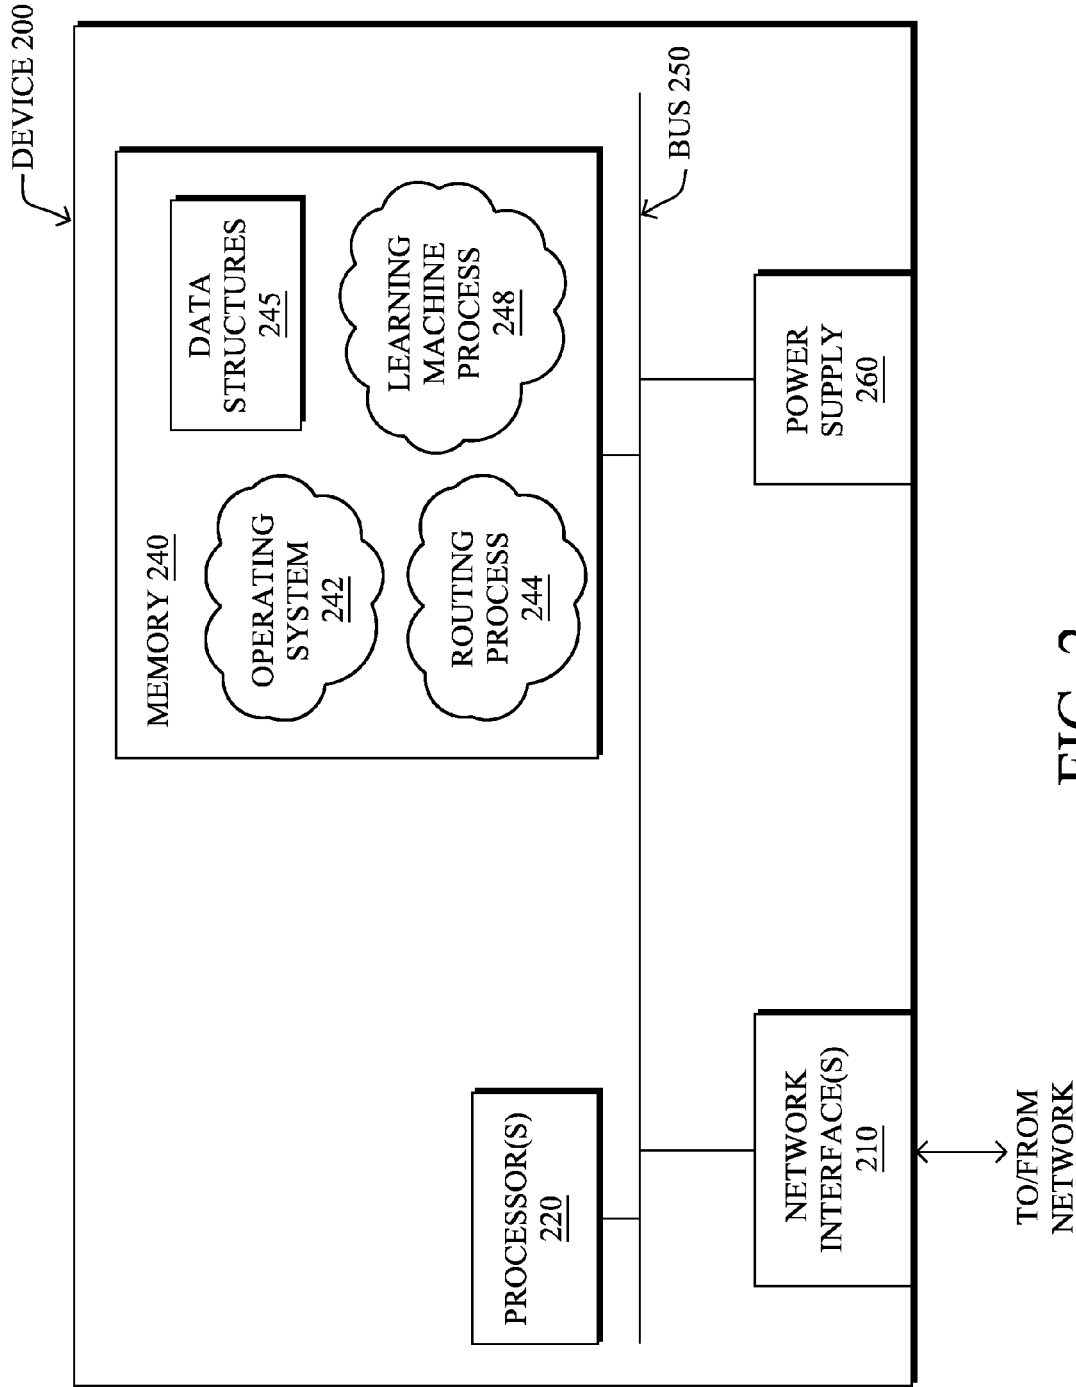 DEVICE 200
MEMORY 240
OPERATING
SYSTEM
242
DATA
STRUCTURES
245
ROUTING
PROCESS
244
LEARNING
MACHINE
PROCESS
248
PROCESSOR(S)
220
BUS 250
NETWORK
INTERFACE(S)
210
POWER
SUPPLY
260
TO/FROM
NETWORK
FIG. 2